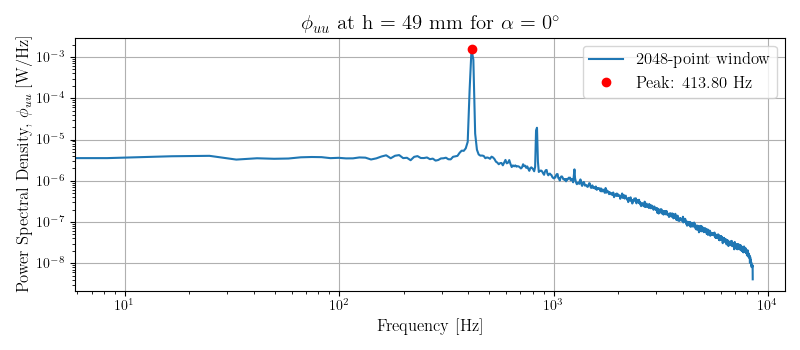 ϕuu at h = 49 mm for α = 0°
Power Spectral Density, ϕuu [W/Hz]
10⁻³
10⁻⁴
10⁻⁵
10⁻⁶
10⁻⁷
10⁻⁸
2048-point window
Peak: 413.80 Hz
10¹ 10² 10³ 10⁴
Frequency [Hz]